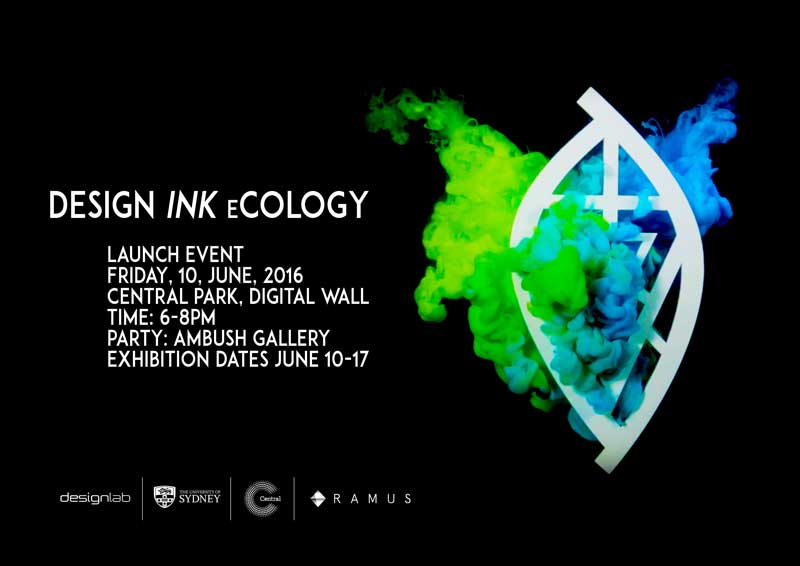 DESIGN INK eCOLOGY
LAUNCH EVENT
FRIDAY, 10, JUNE, 2016
CENTRAL PARK, DIGITAL WALL
TIME: 6-8PM
PARTY: AMBUSH GALLERY
EXHIBITION DATES JUNE 10-17
designlab
THE UNIVERSITY OF
SYDNEY
Central
RAMUS